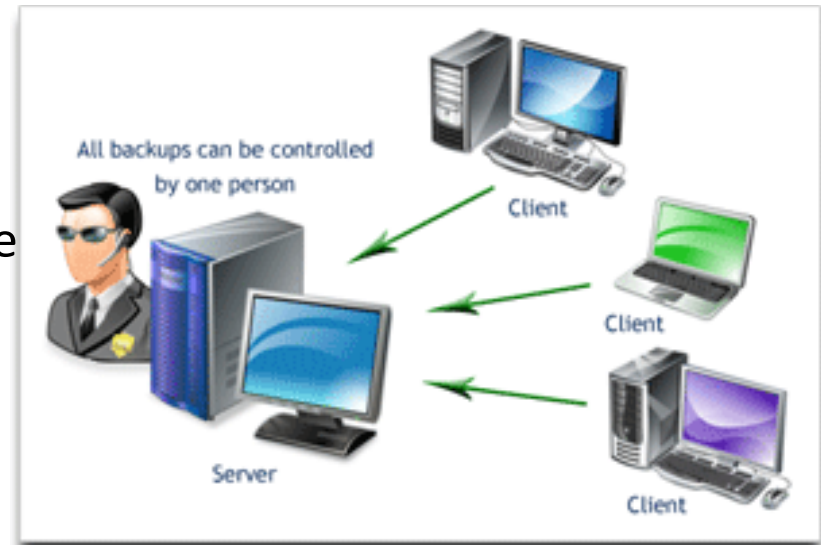 All backups can be controlled
by one person
Client
e
Client
Server
Client